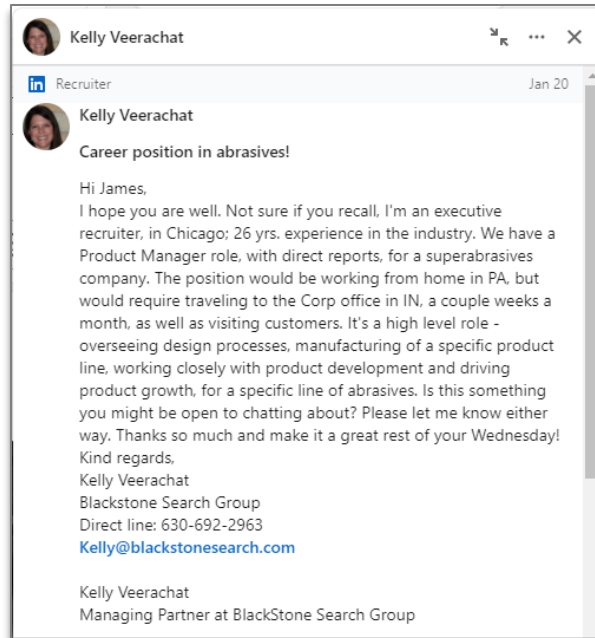 Kelly Veerachat
in Recruiter Jan 20
Kelly Veerachat
Career position in abrasives!
Hi James,
I hope you are well. Not sure if you recall, I'm an executive
recruiter, in Chicago; 26 yrs. experience in the industry. We have a
Product Manager role, with direct reports, for a superabrasives
company. The position would be working from home in PA, but
would require traveling to the Corp office in IN, a couple weeks a
month, as well as visiting customers. It's a high level role -
overseeing design processes, manufacturing of a specific product
line, working closely with product development and driving
product growth, for a specific line of abrasives. Is this something
you might be open to chatting about? Please let me know either
way. Thanks so much and make it a great rest of your Wednesday!
Kind regards,
Kelly Veerachat
Blackstone Search Group
Direct line: 630-692-2963
Kelly@blackstonesearch.com
Kelly Veerachat
Managing Partner at BlackStone Search Group